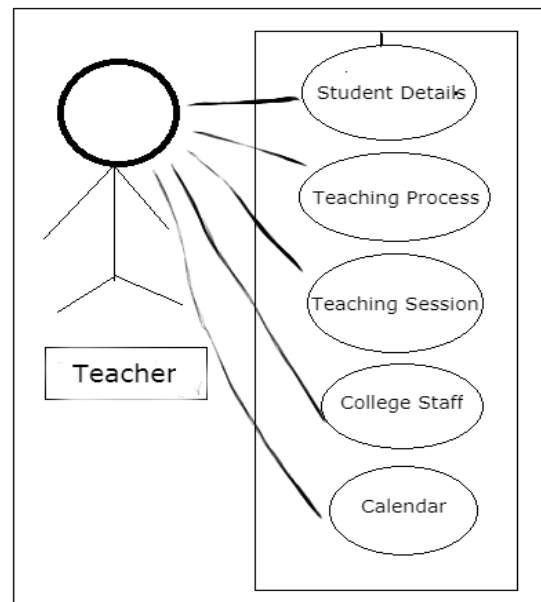 Student Details
Teaching Process
Teaching Session
Teacher
College Staff
Calendar